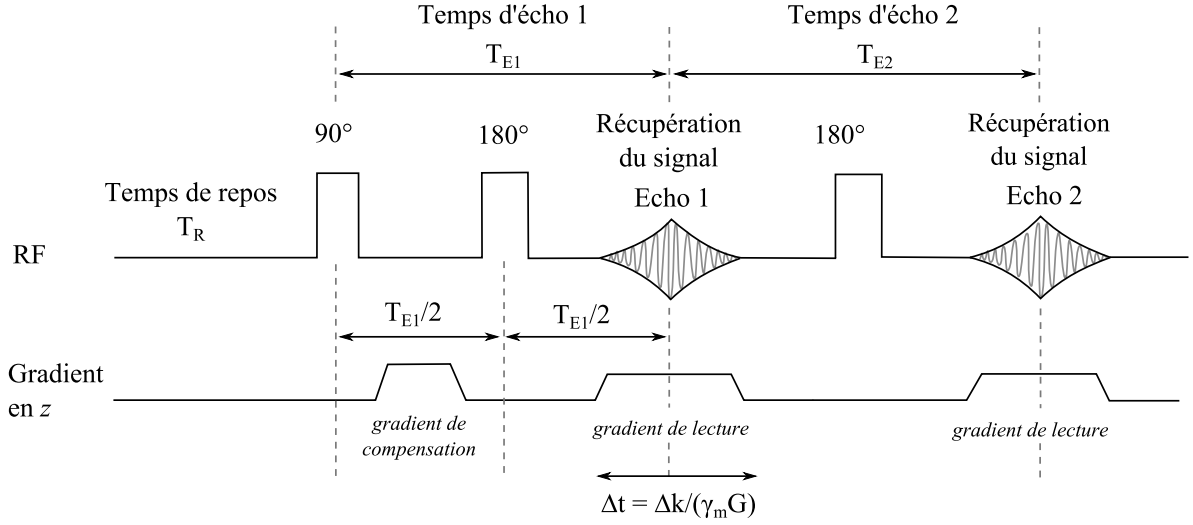 Temps d'écho 1
Temps d'écho 2
T_E1
T_E2
90°
180°
Récupération
du signal
Echo 1
180°
Récupération
du signal
Echo 2
Temps de repos
T_R
RF
T_E1/2
T_E1/2
Gradient
en z
gradient de
compensation
gradient de lecture
gradient de lecture
Δt = Δk/(γ_mG)